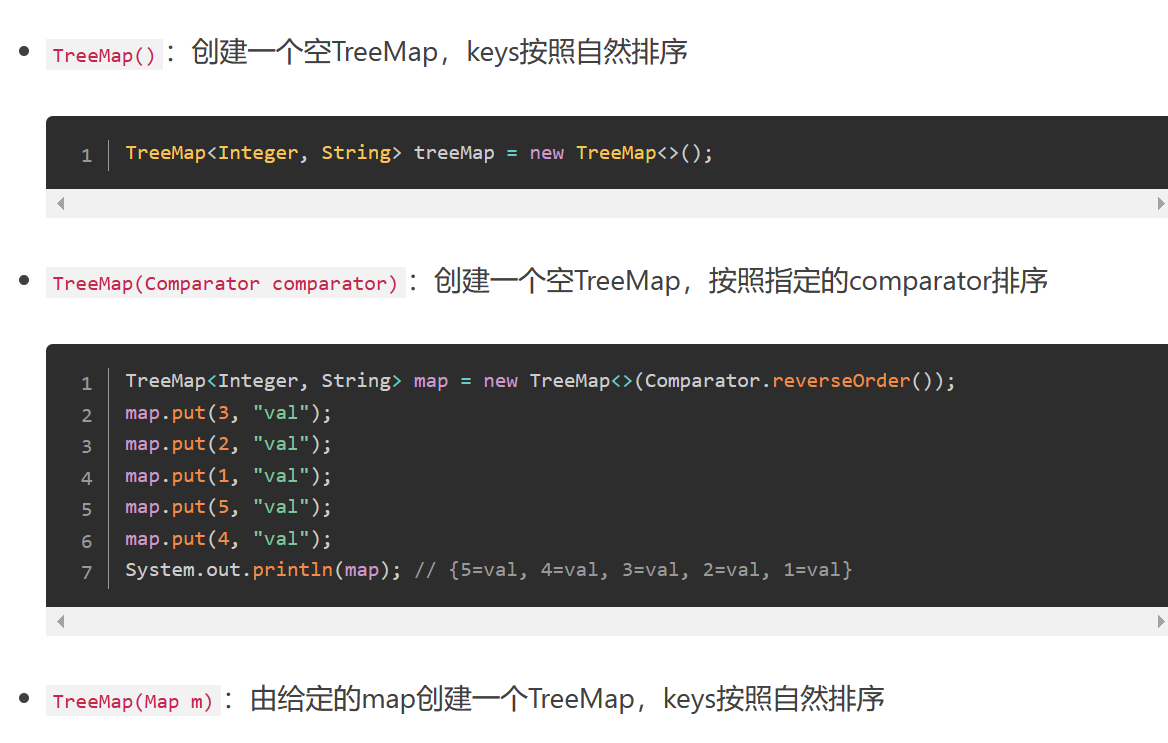 TreeMap()：创建一个空TreeMap，keys按照自然排序
1 TreeMap<Integer, String> treeMap = new TreeMap<>();
TreeMap(Comparator comparator)：创建一个空TreeMap，按照指定的comparator排序
1 TreeMap<Integer, String> map = new TreeMap<>(Comparator.reverseOrder());
2 map.put(3, "val");
3 map.put(2, "val");
4 map.put(1, "val");
5 map.put(5, "val");
6 map.put(4, "val");
7 System.out.println(map); // {5=val, 4=val, 3=val, 2=val, 1=val}
TreeMap(Map m)：由给定的map创建一个TreeMap，keys按照自然排序